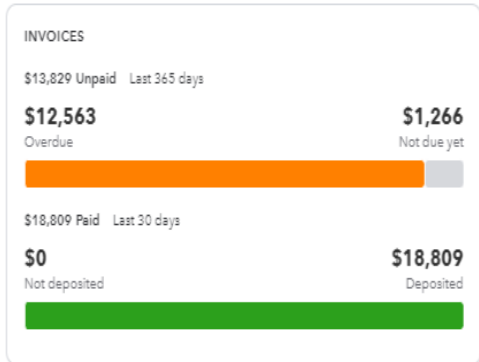 INVOICES
$13,829 Unpaid Last 365 days
$12,563 $1,266
Overdue Not due yet
$18,809 Paid Last 30 days
$0 $18,809
Not deposited Deposited